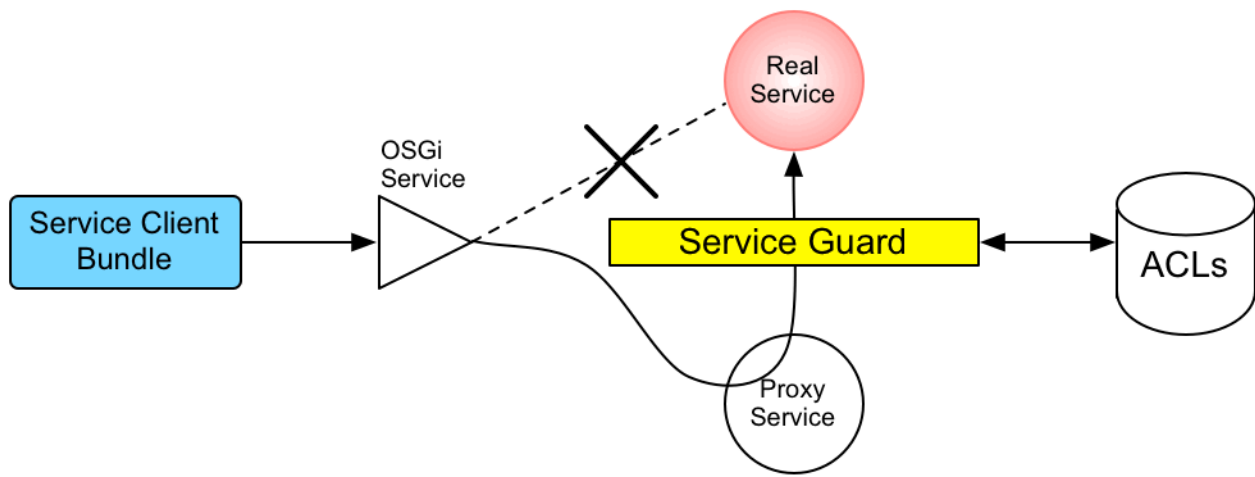 Real
Service
OSGi
Service
Service Client
Bundle
Service Guard
ACLs
Proxy
Service